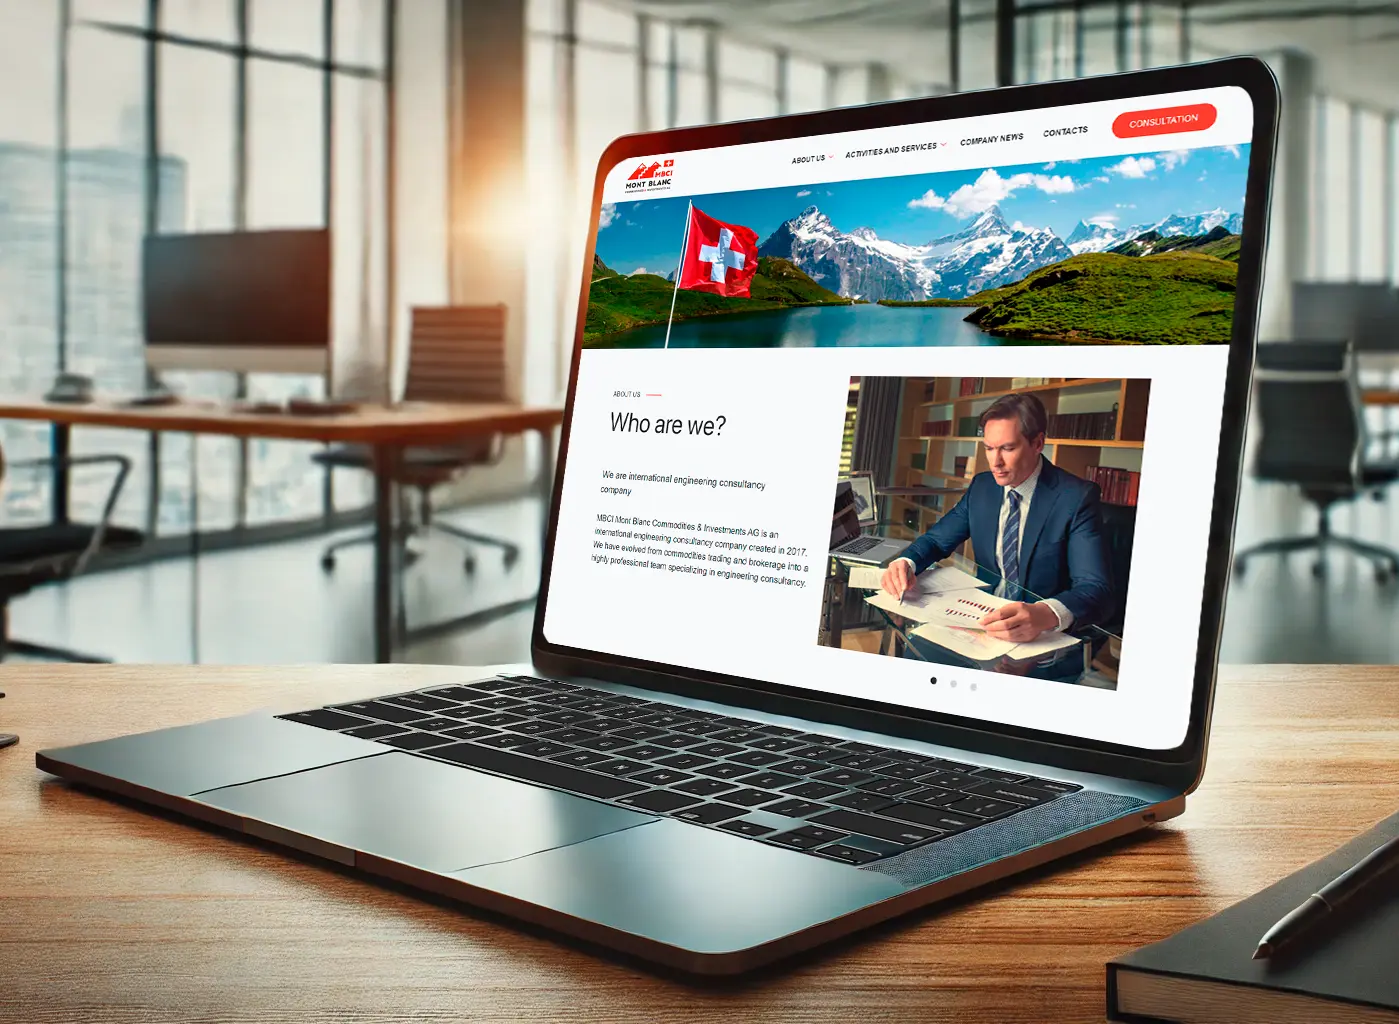 MBCI
MONT BLANC
ABOUT US
ACTIVITIES AND SERVICES
COMPANY NEWS
CONTACTS
CONSULTATION
ABOUT US
Who are we?
We are international engineering consultancy
company
MBCI Mont Blanc Commodities & Investments AG is an
international engineering consultancy company created in 2017.
We have evolved from commodities trading and brokerage into a
highly professional team specializing in engineering consultancy.